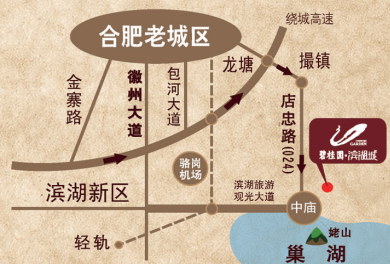 绕城高速
合肥老城区
龙塘
撮镇
金寨路
徽州大道
包河大道
店忠路(024)
碧桂园·滨湖城
骆岗
机场
滨湖新区
滨湖旅游
观光大道
中庙
轻轨
姥山
巢湖